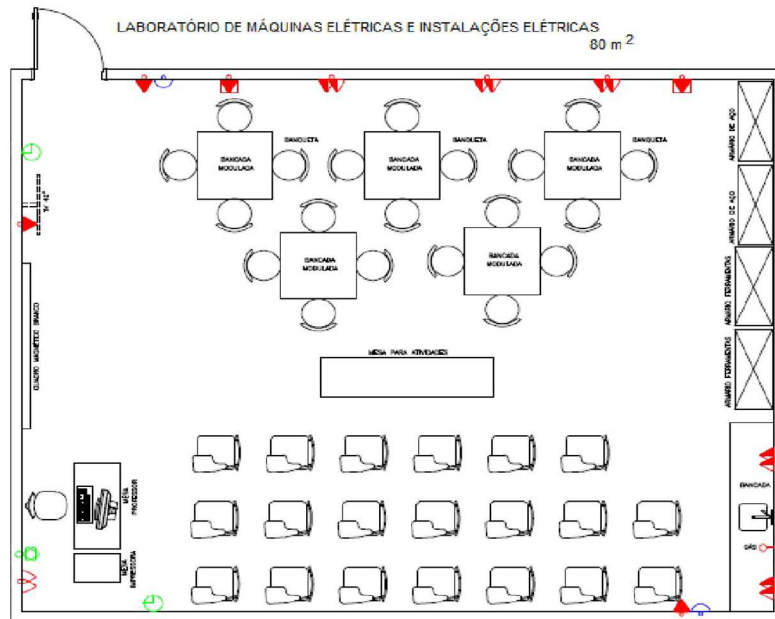 LABORATÓRIO DE MÁQUINAS ELÉTRICAS E INSTALAÇÕES ELÉTRICAS
80 m²
BANQUETA
BANQUETA
BANQUETA
BANCADA
MODULADA
BANCADA
MODULADA
BANCADA
MODULADA
ARMÁRIO DE AÇO
TV 42"
ARMÁRIO DE AÇO
BANCADA
MODULADA
BANCADA
MODULADA
ARMÁRIO FERRAMENTAS
QUADRO MAGNÉTICO BRANCO
MESA PARA ATIVIDADES
ARMÁRIO FERRAMENTAS
MESA
PROFESSOR
BANCADA
GÁS
MESA
IMPRESSORA